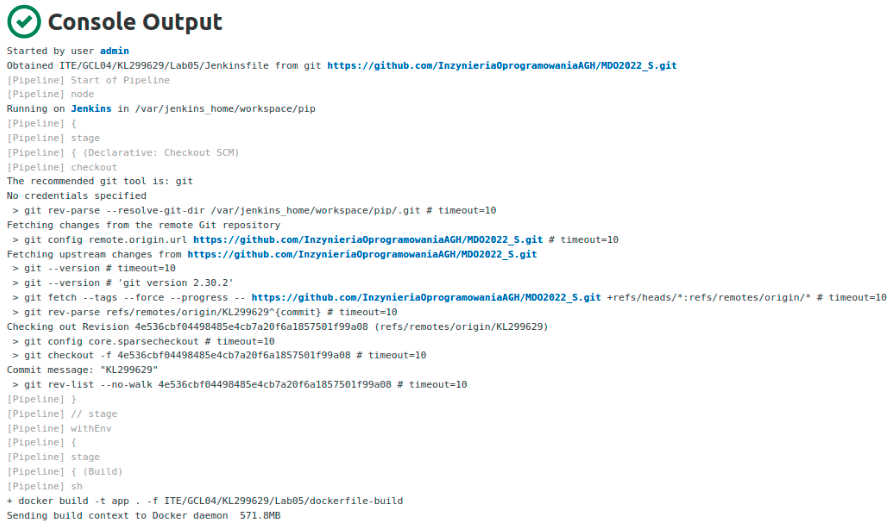 Console Output
Started by user admin
Obtained ITE/GCL04/KL299629/Lab05/Jenkinsfile from git https://github.com/InzynieriaOprogramowaniaAGH/MDO2022_S.git
[Pipeline] Start of Pipeline
[Pipeline] node
Running on Jenkins in /var/jenkins_home/workspace/pip
[Pipeline] {
[Pipeline] stage
[Pipeline] { (Declarative: Checkout SCM)
[Pipeline] checkout
The recommended git tool is: git
No credentials specified
 > git rev-parse --resolve-git-dir /var/jenkins_home/workspace/pip/.git # timeout=10
Fetching changes from the remote Git repository
 > git config remote.origin.url https://github.com/InzynieriaOprogramowaniaAGH/MDO2022_S.git # timeout=10
Fetching upstream changes from https://github.com/InzynieriaOprogramowaniaAGH/MDO2022_S.git
 > git --version # timeout=10
 > git --version # 'git version 2.30.2'
 > git fetch --tags --force --progress -- https://github.com/InzynieriaOprogramowaniaAGH/MDO2022_S.git +refs/heads/*:refs/remotes/origin/* # timeout=10
 > git rev-parse refs/remotes/origin/KL299629^{commit} # timeout=10
Checking out Revision 4e536cbf04498485e4cb7a20f6a1857501f99a08 (refs/remotes/origin/KL299629)
 > git config core.sparsecheckout # timeout=10
 > git checkout -f 4e536cbf04498485e4cb7a20f6a1857501f99a08 # timeout=10
Commit message: "KL299629"
 > git rev-list --no-walk 4e536cbf04498485e4cb7a20f6a1857501f99a08 # timeout=10
[Pipeline] }
[Pipeline] // stage
[Pipeline] withEnv
[Pipeline] {
[Pipeline] stage
[Pipeline] { (Build)
[Pipeline] sh
+ docker build -t app . -f ITE/GCL04/KL299629/Lab05/dockerfile-build
Sending build context to Docker daemon  571.8MB